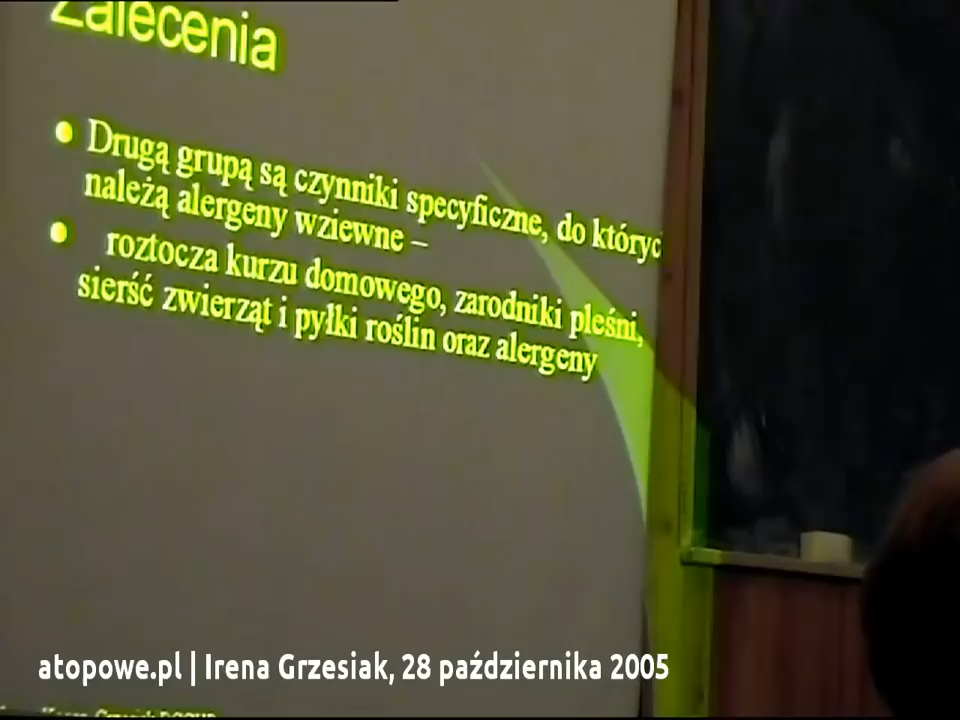 Zalecenia
• Drugą grupą są czynniki specyficzne, do któryc
należą alergeny wziewne –
• roztocza kurzu domowego, zarodniki pleśni,
sierść zwierząt i pyłki roślin oraz alergeny
atopowe.pl | Irena Grzesiak, 28 października 2005